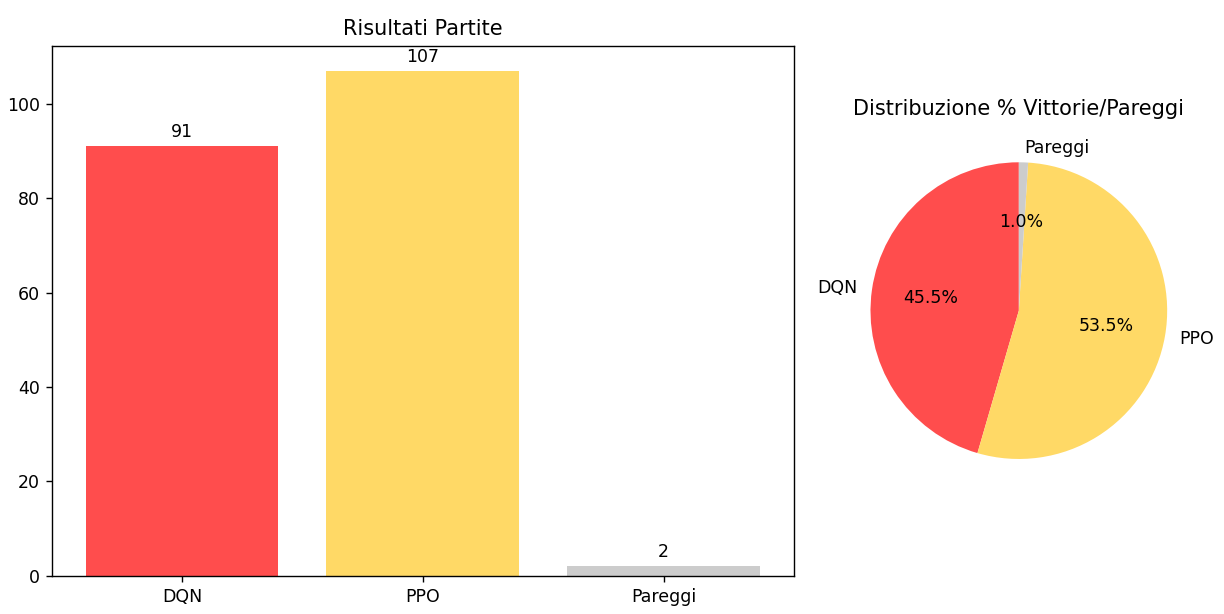 Risultati Partite
107
91
2
100
80
60
40
20
0
DQN
PPO
Pareggi
Distribuzione % Vittorie/Pareggi
Pareggi
1.0%
DQN
45.5%
53.5%
PPO